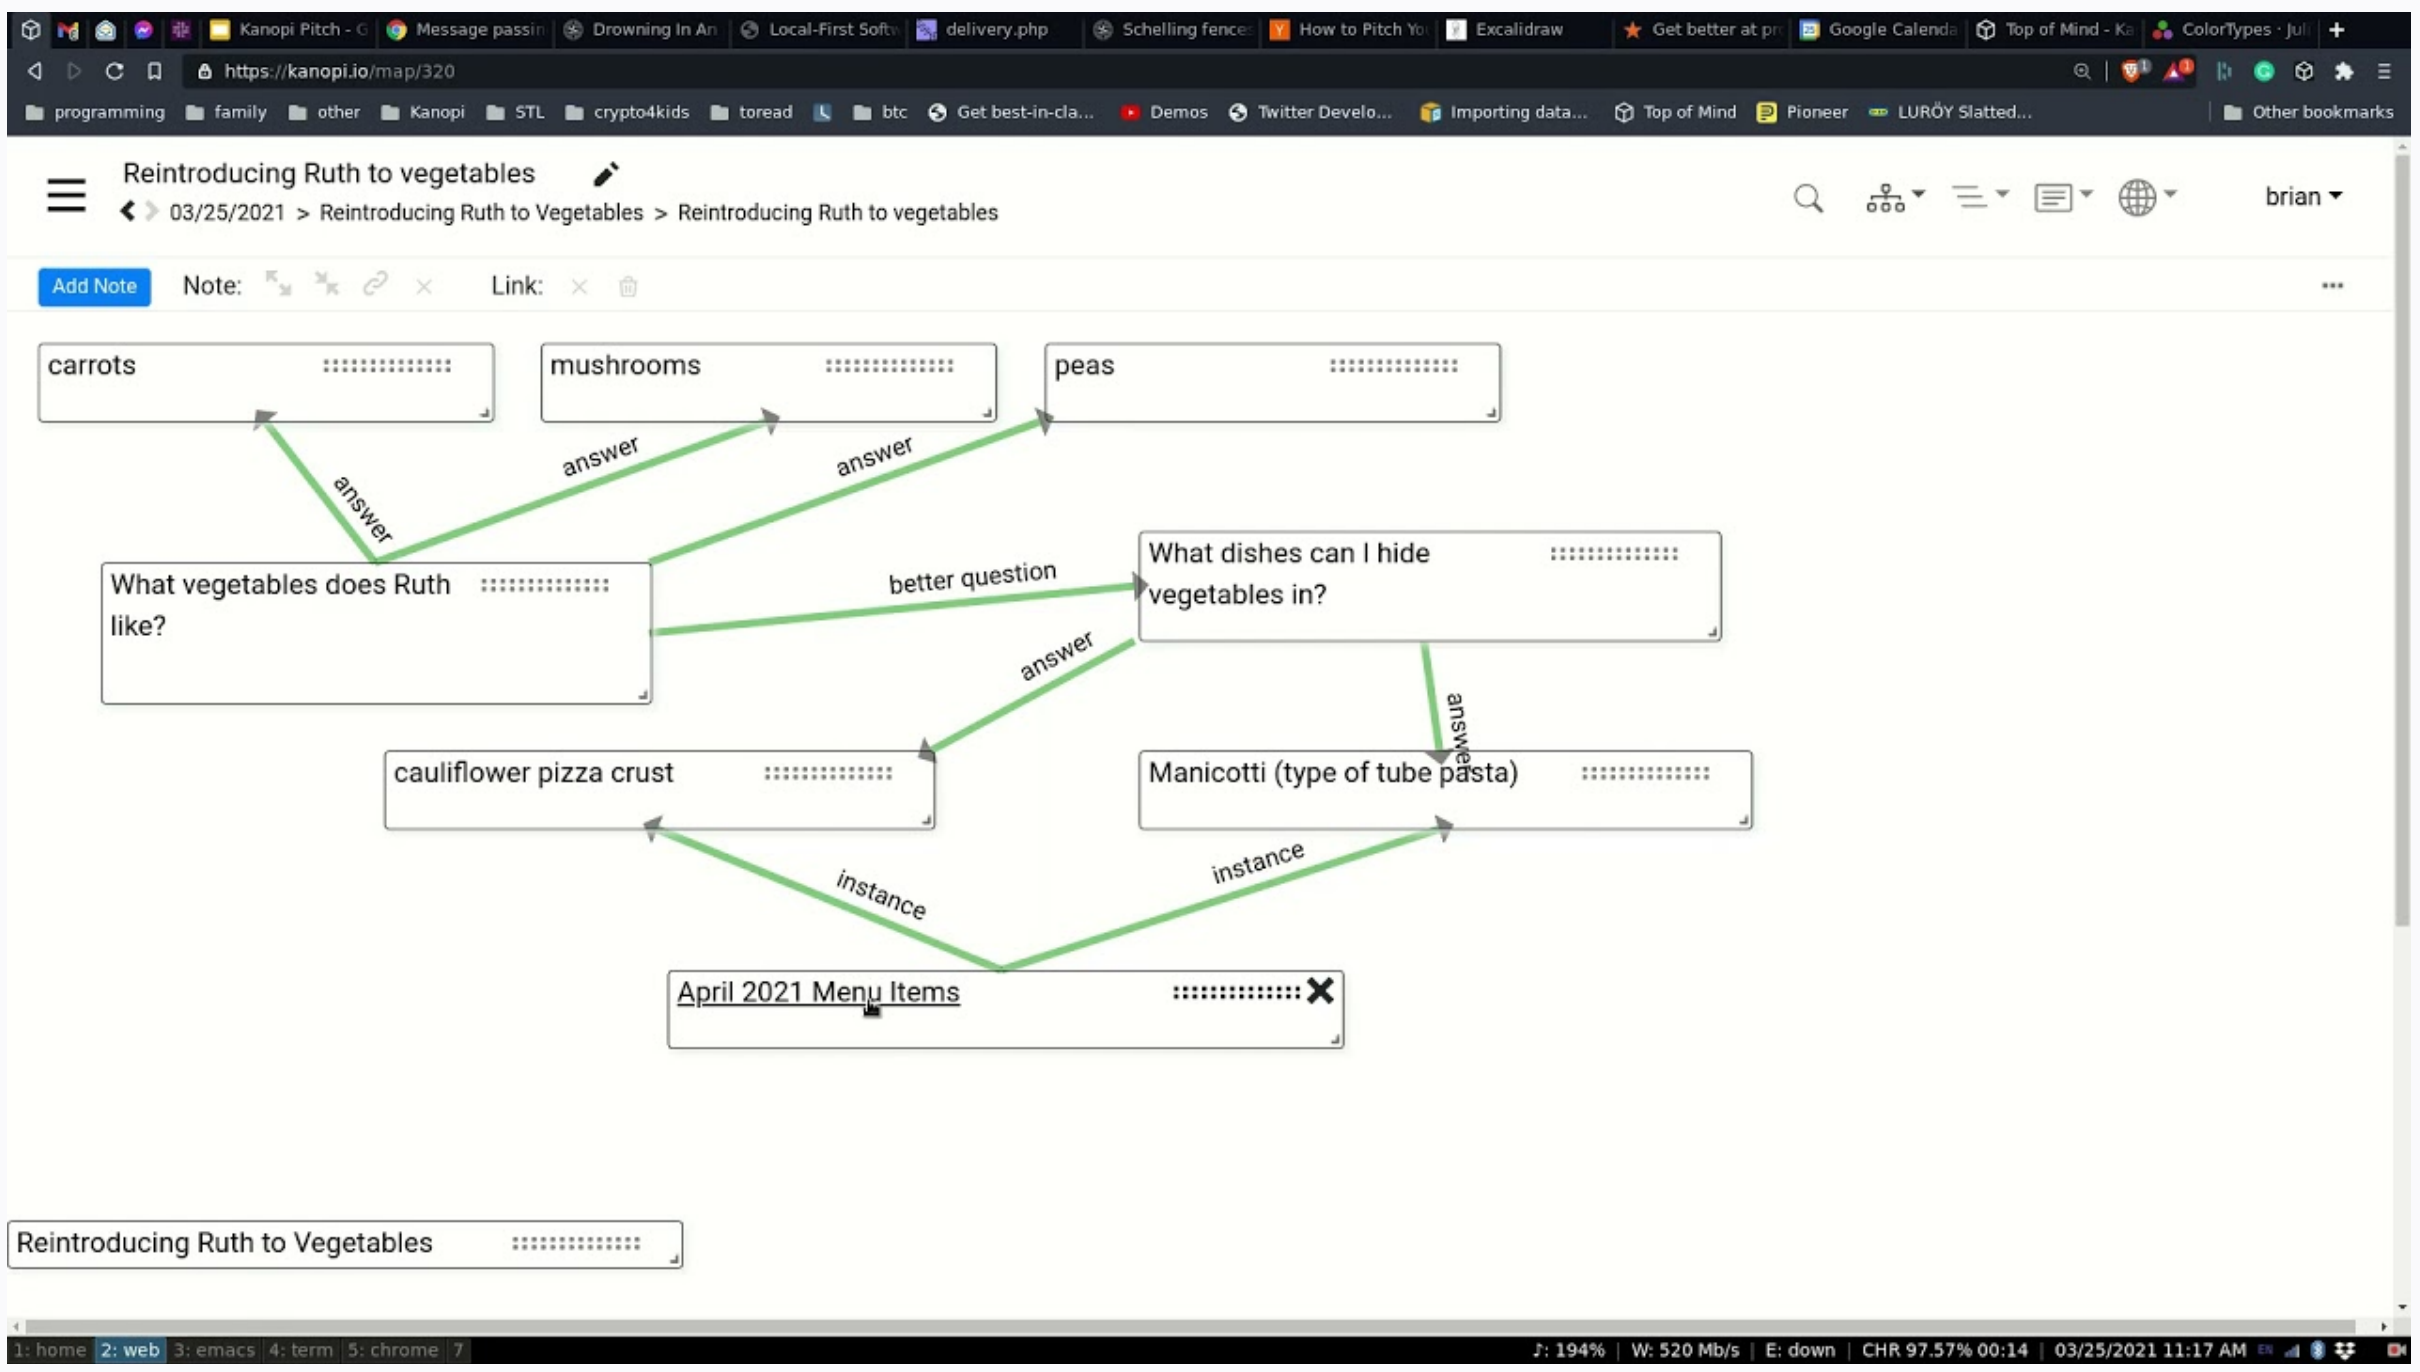 Kanopi Pitch - G
Message passin
Drowning In An
Local-First Softw
delivery.php
Schelling fences
How to Pitch Yo
Excalidraw
Get better at pr
Google Calenda
Top of Mind - Ka
ColorTypes · Juli
https://kanopi.io/map/320
programming
family
other
Kanopi
STL
crypto4kids
toread
btc
Get best-in-cla...
Demos
Twitter Develo...
Importing data...
Top of Mind
Pioneer
LURÖY Slatted...
Other bookmarks
Reintroducing Ruth to vegetables
03/25/2021 > Reintroducing Ruth to Vegetables > Reintroducing Ruth to vegetables
brian
Add Note
Note:
Link:
carrots
mushrooms
peas
answer
answer
answer
What vegetables does Ruth
like?
better question
What dishes can I hide
vegetables in?
answer
answer
cauliflower pizza crust
Manicotti (type of tube pasta)
instance
instance
April 2021 Menu Items
Reintroducing Ruth to Vegetables
1: home 2: web 3: emacs 4: term 5: chrome 7
♪: 194% | W: 520 Mb/s | E: down | CHR 97.57% 00:14 | 03/25/2021 11:17 AM EN